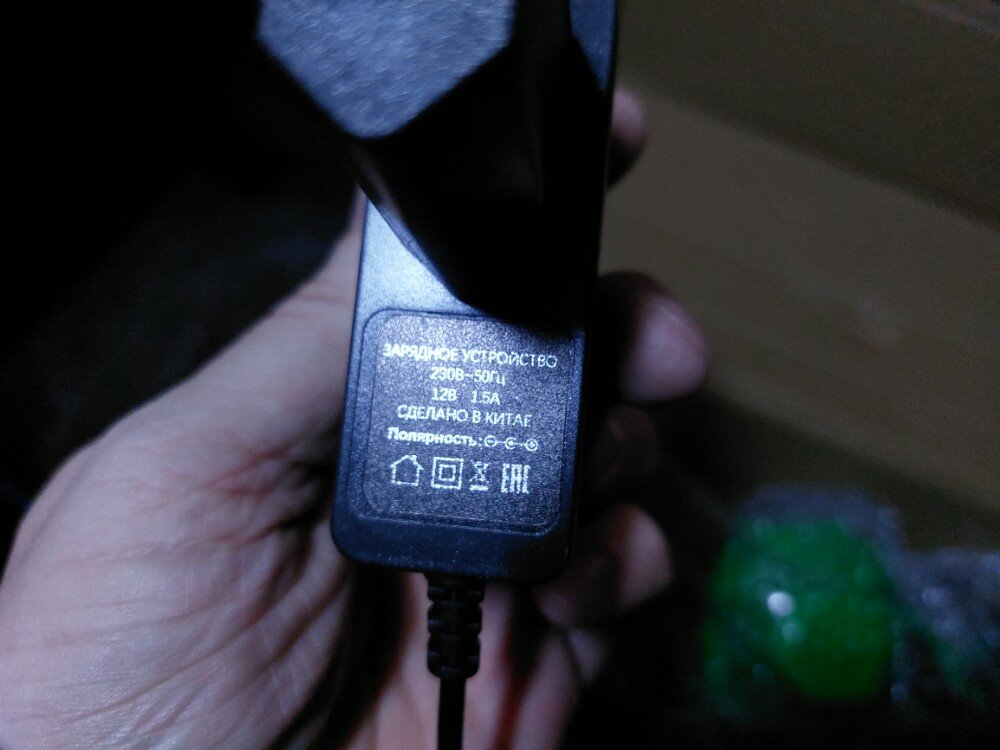 ЗАРЯДНОЕ УСТРОЙСТВО
230В~50Гц
12В 1.5А
СДЕЛАНО В КИТАЕ
Полярность:
EAC